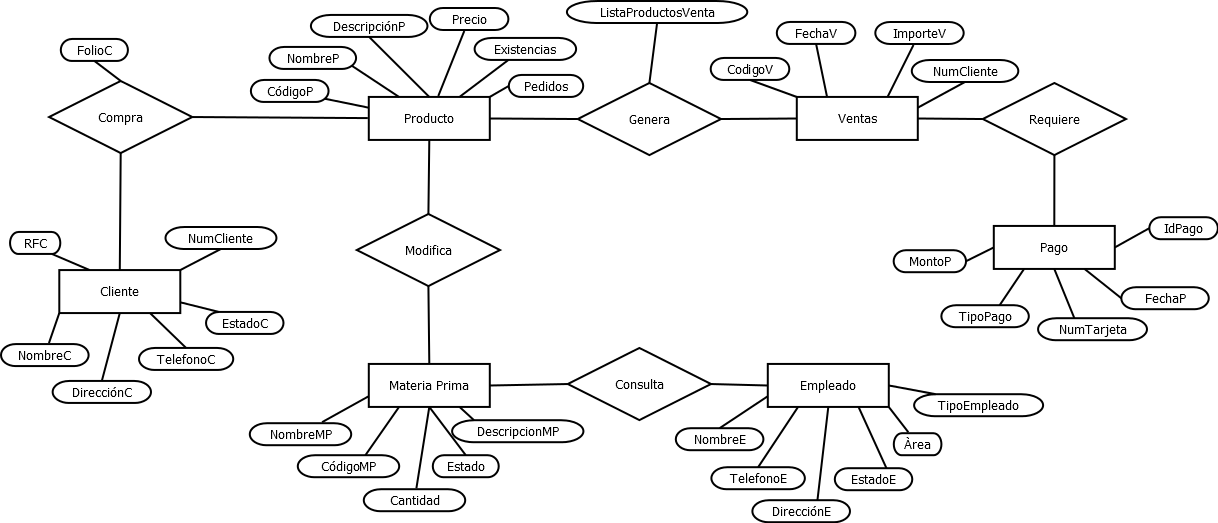 ListaProductosVenta
Precio
DescripciónP
FechaV
ImporteV
FolioC
Existencias
NombreP
CodigoV
NumCliente
CódigoP
Pedidos
Compra
Producto
Genera
Ventas
Requiere
IdPago
NumCliente
RFC
Modifica
Pago
MontoP
Cliente
FechaP
TipoPago
EstadoC
NumTarjeta
NombreC
TelefonoC
Materia Prima
Consulta
Empleado
DirecciónC
TipoEmpleado
NombreMP
DescripcionMP
NombreE
Àrea
CódigoMP
Estado
TelefonoE
EstadoE
Cantidad
DirecciónE